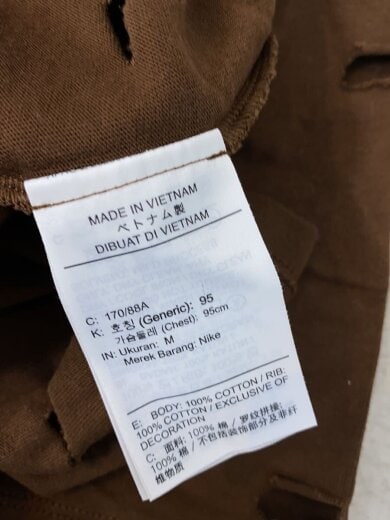 MADE IN VIETNAM
ベトナム製
DIBUAT DI VIETNAM
C: 170/88A
K: 호칭 (Generic): 95
가슴둘레 (Chest): 95cm
IN: Ukuran: M
Merek Barang: Nike
E: BODY: 100% COTTON / RIB:
100% COTTON / EXCLUSIVE OF
DECORATION
C: 面料: 100% 棉 / 罗纹拼接:
100% 棉 / 不包括装饰部分及非纤
维物质